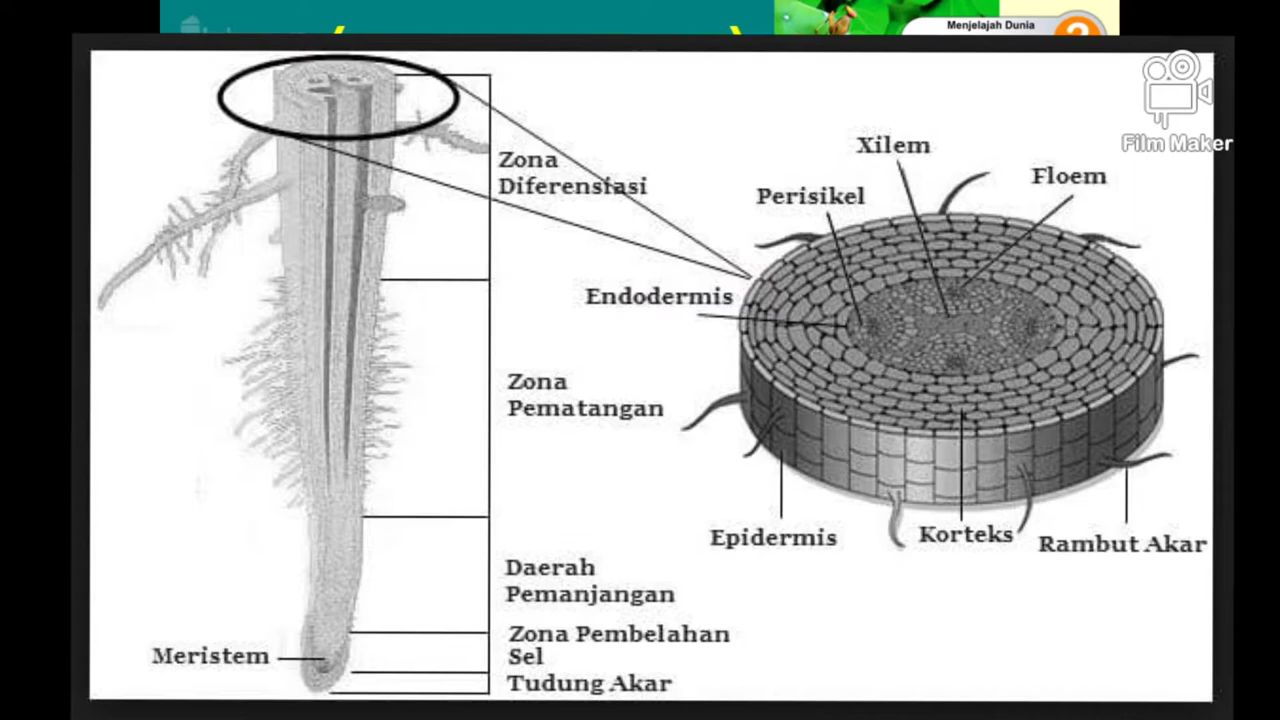 Menjelajah Dunia
Film Maker
Zona
Diferensiasi
Xilem
Floem
Perisikel
Endodermis
Zona
Pematangan
Epidermis
Korteks
Rambut Akar
Daerah
Pemanjangan
Zona Pembelahan
Sel
Meristem
Tudung Akar